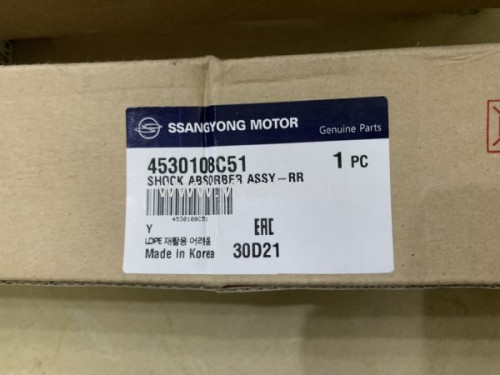 SSANGYONG MOTOR
Genuine Parts
4530108C51 1 PC
SHOCK ABSORBER ASSY-RR
4530108C51
Y EAC
LDPE 재활용 어려움
Made in Korea 30D21